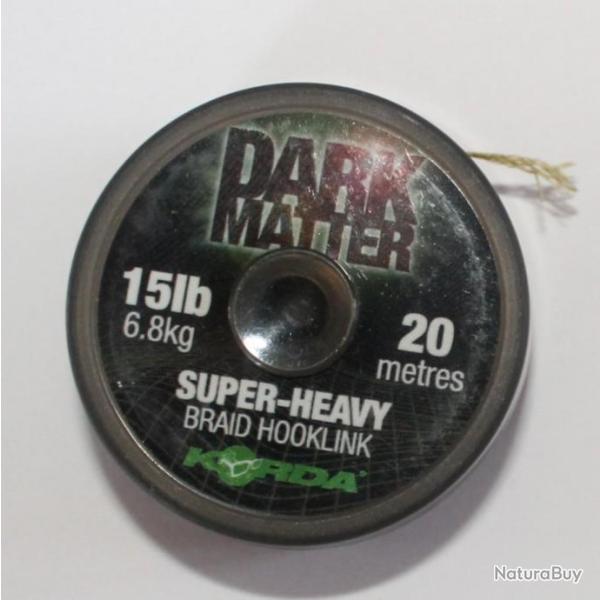 DARK
MATTER
15lb
6.8kg
20
metres
SUPER-HEAVY
BRAID HOOKLINK
KORDA
NaturaBuy